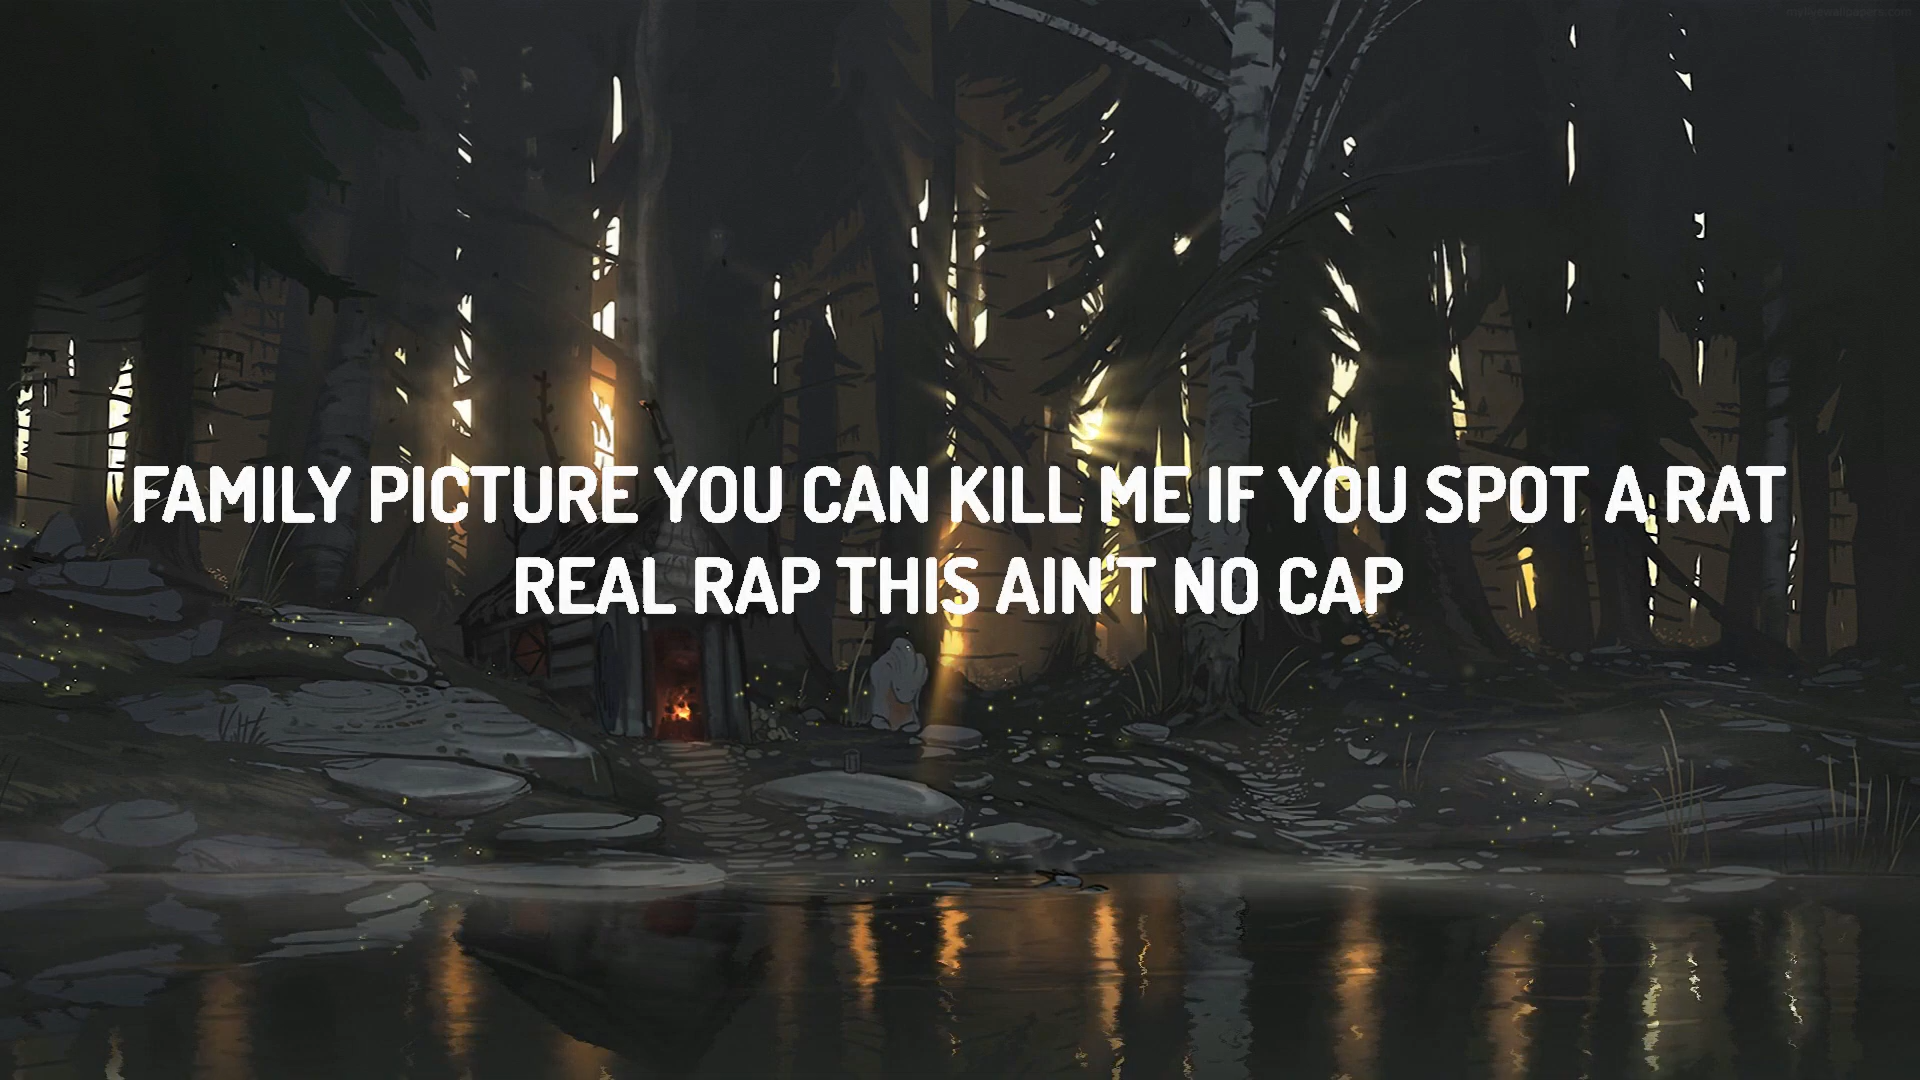 FAMILY PICTURE YOU CAN KILL ME IF YOU SPOT A RAT
REAL RAP THIS AIN'T NO CAP